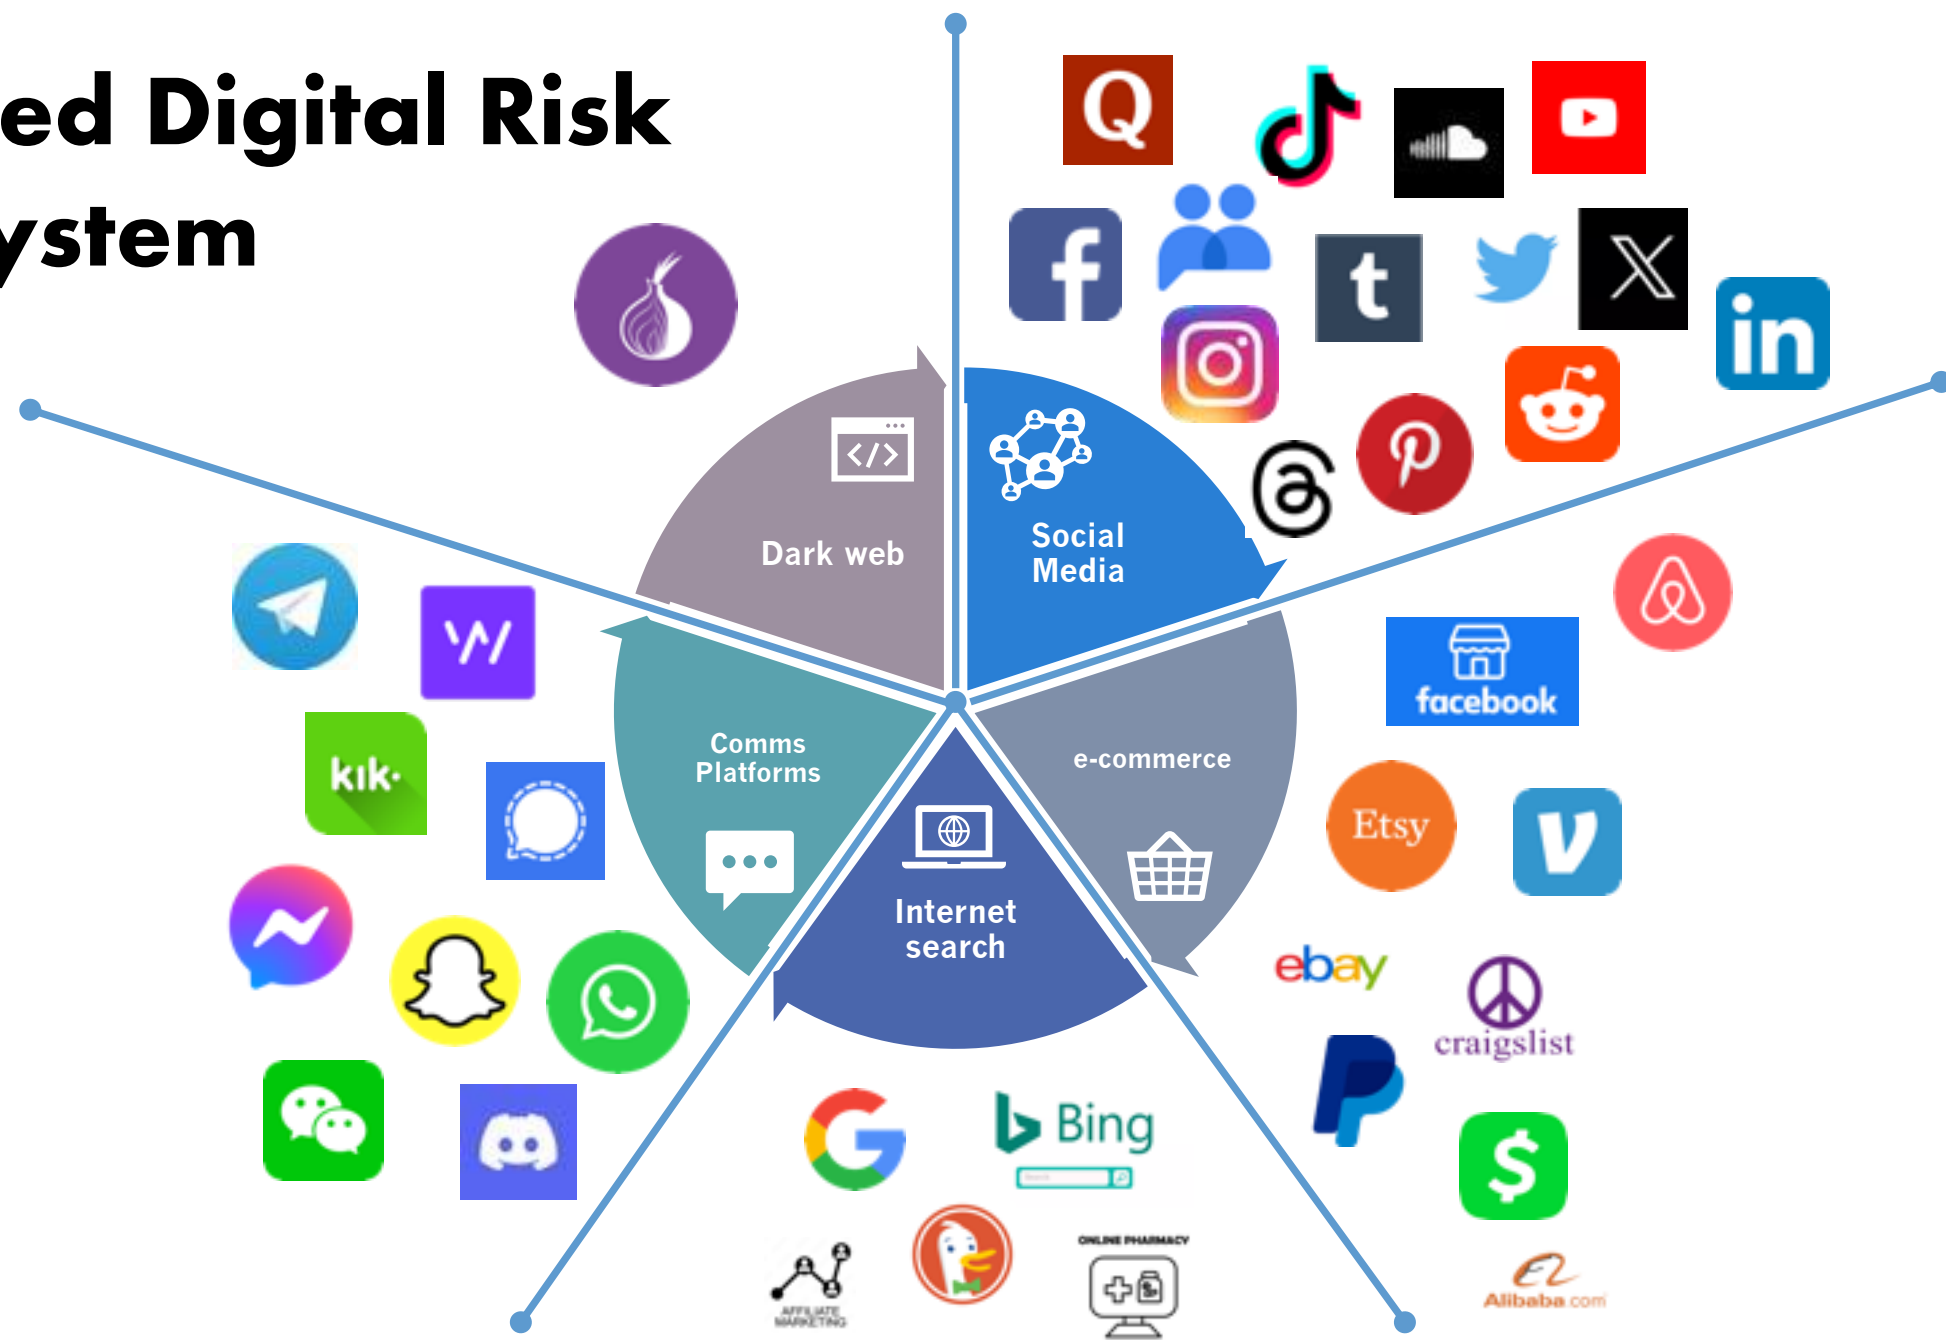 ed Digital Risk
ystem
Dark web
Social
Media
facebook
kik·
Comms
Platforms
e-commerce
Etsy
Internet
search
ebay
craigslist
Bing
Search
ONLINE PHARMACY
AFFILIATE
MARKETING
Alibaba.com